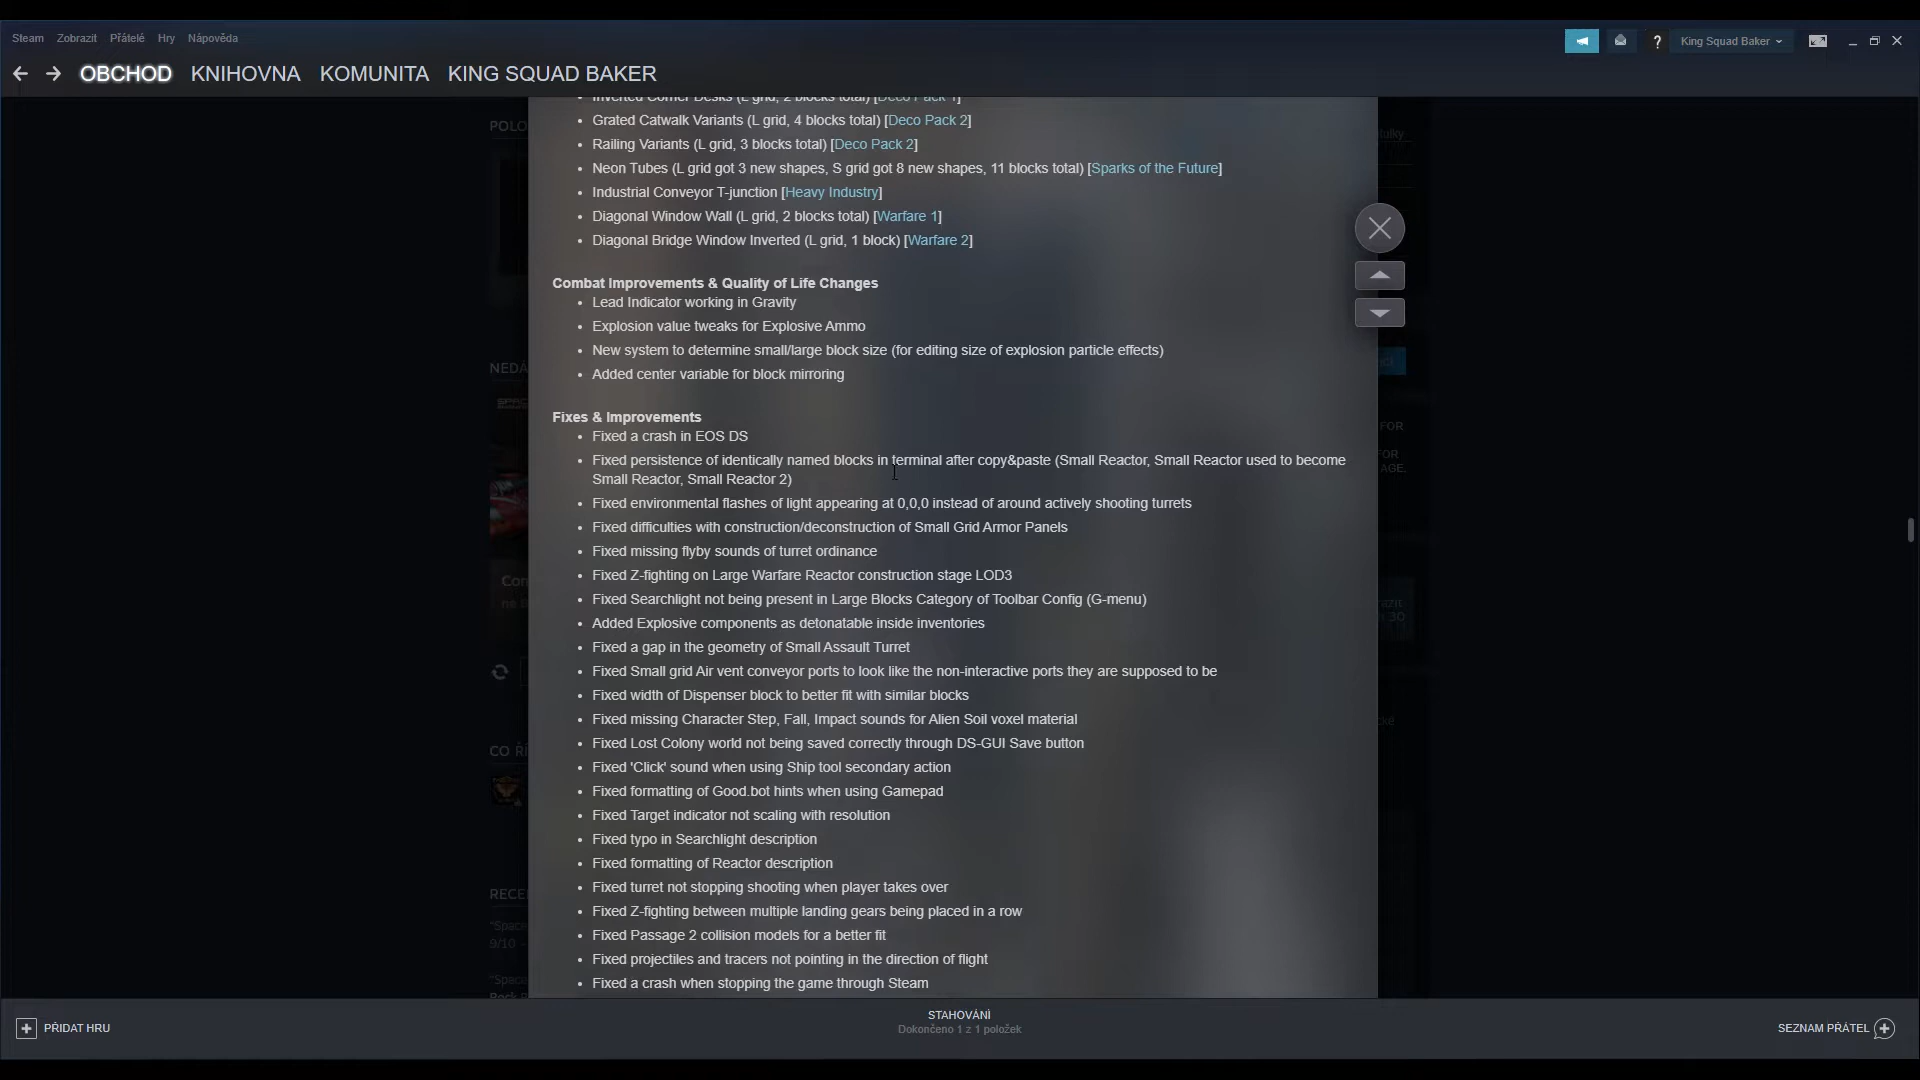 Steam Zobrazit Přátelé Hry Nápověda
King Squad Baker
OBCHOD KNIHOVNA KOMUNITA KING SQUAD BAKER
Inverted Corner Desks (L grid, 2 blocks total) [Deco Pack 1]
Grated Catwalk Variants (L grid, 4 blocks total) [Deco Pack 2]
Railing Variants (L grid, 3 blocks total) [Deco Pack 2]
Neon Tubes (L grid got 3 new shapes, S grid got 8 new shapes, 11 blocks total) [Sparks of the Future]
Industrial Conveyor T-junction [Heavy Industry]
Diagonal Window Wall (L grid, 2 blocks total) [Warfare 1]
Diagonal Bridge Window Inverted (L grid, 1 block) [Warfare 2]
Combat Improvements & Quality of Life Changes
Lead Indicator working in Gravity
Explosion value tweaks for Explosive Ammo
New system to determine small/large block size (for editing size of explosion particle effects)
Added center variable for block mirroring
Fixes & Improvements
Fixed a crash in EOS DS
Fixed persistence of identically named blocks in terminal after copy&paste (Small Reactor, Small Reactor used to become
Small Reactor, Small Reactor 2)
Fixed environmental flashes of light appearing at 0,0,0 instead of around actively shooting turrets
Fixed difficulties with construction/deconstruction of Small Grid Armor Panels
Fixed missing flyby sounds of turret ordinance
Fixed Z-fighting on Large Warfare Reactor construction stage LOD3
Fixed Searchlight not being present in Large Blocks Category of Toolbar Config (G-menu)
Added Explosive components as detonatable inside inventories
Fixed a gap in the geometry of Small Assault Turret
Fixed Small grid Air vent conveyor ports to look like the non-interactive ports they are supposed to be
Fixed width of Dispenser block to better fit with similar blocks
Fixed missing Character Step, Fall, Impact sounds for Alien Soil voxel material
Fixed Lost Colony world not being saved correctly through DS-GUI Save button
Fixed 'Click' sound when using Ship tool secondary action
Fixed formatting of Good.bot hints when using Gamepad
Fixed Target indicator not scaling with resolution
Fixed typo in Searchlight description
Fixed formatting of Reactor description
Fixed turret not stopping shooting when player takes over
Fixed Z-fighting between multiple landing gears being placed in a row
Fixed Passage 2 collision models for a better fit
Fixed projectiles and tracers not pointing in the direction of flight
Fixed a crash when stopping the game through Steam
PŘIDAT HRU
STAHOVÁNÍ
Dokončeno 1 z 1 položek
SEZNAM PŘÁTEL